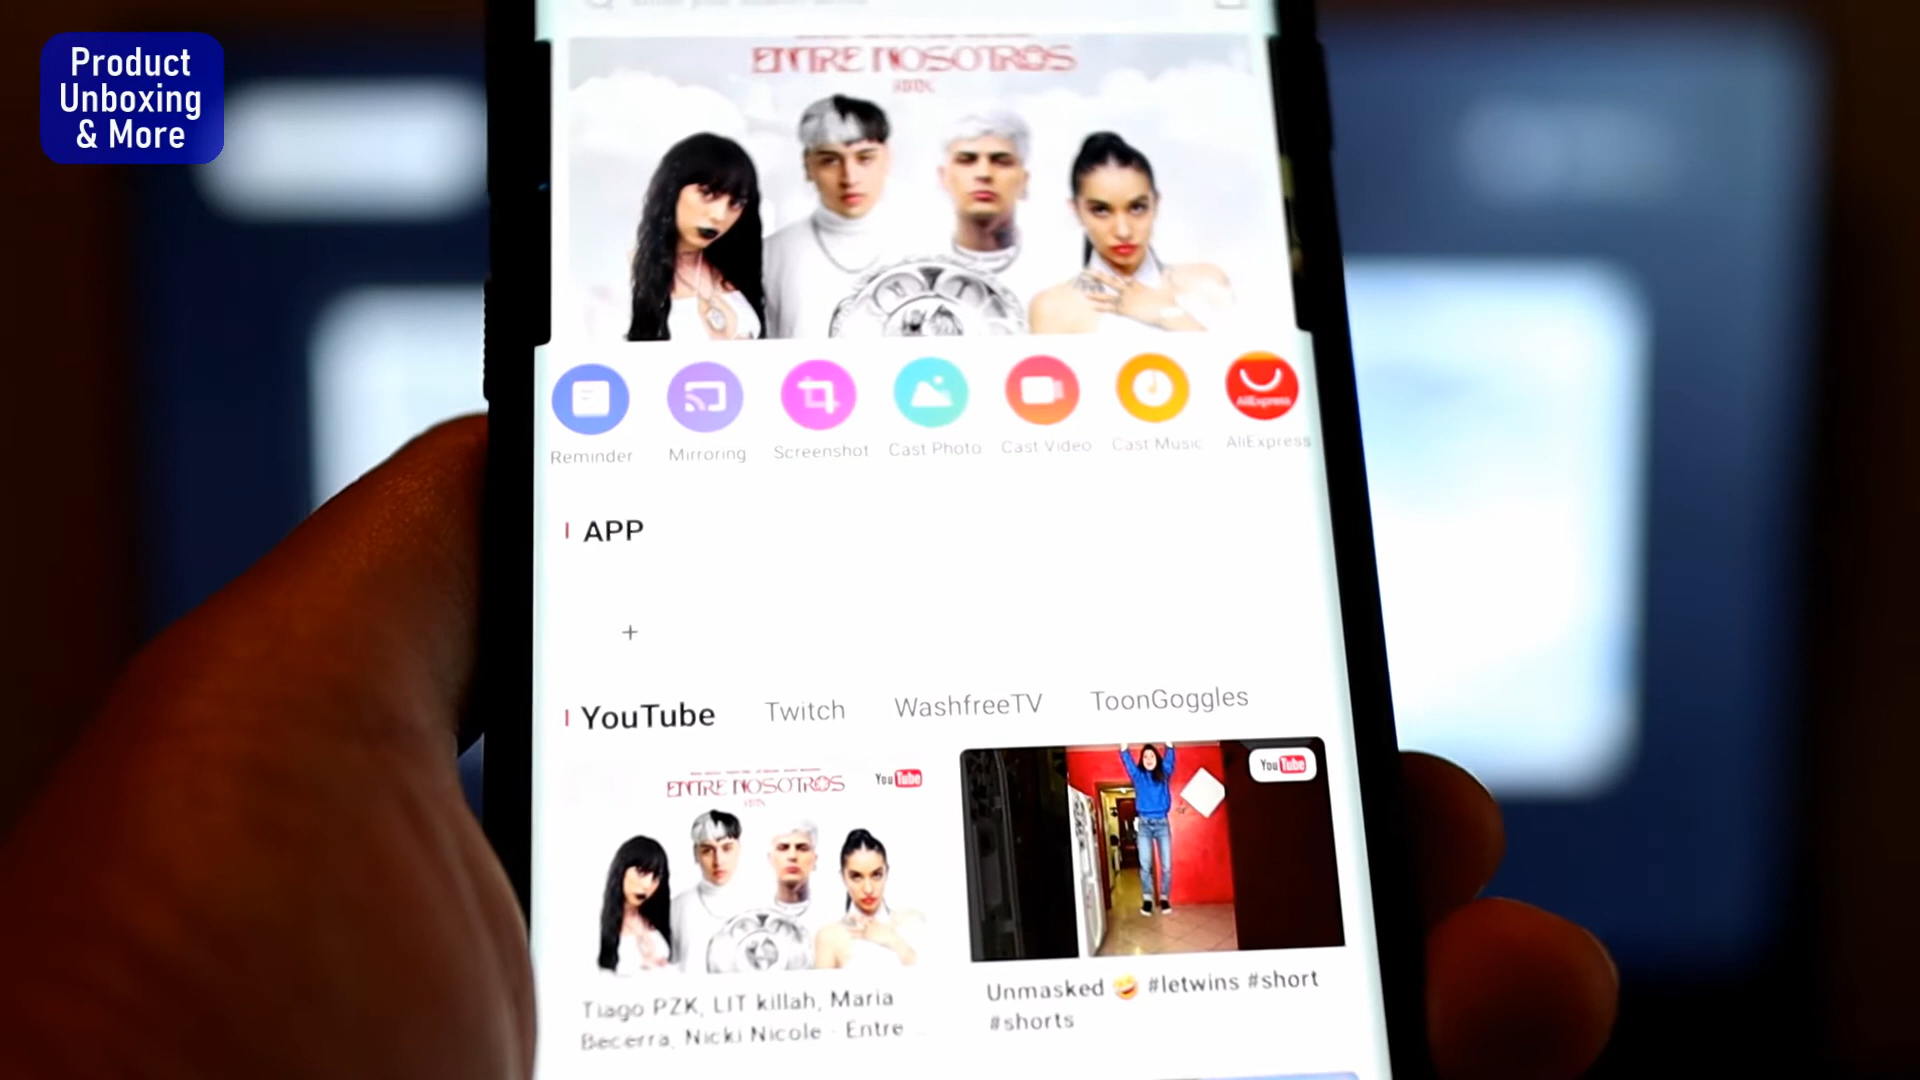 Product
Unboxing
& More
ENTRE NOSOTROS
Reminder
Mirroring
Screenshot
Cast Photo
Cast Video
Cast Music
AliExpress
AliExpress
APP
+
YouTube
Twitch
WashfreeTV
ToonGoggles
ENTRE NOSOTROS
YouTube
YouTube
Tiago PZK, LIT killah, Maria
Becerra, Nicki Nicole - Entre ...
Unmasked 🤣 #letwins #short
#shorts